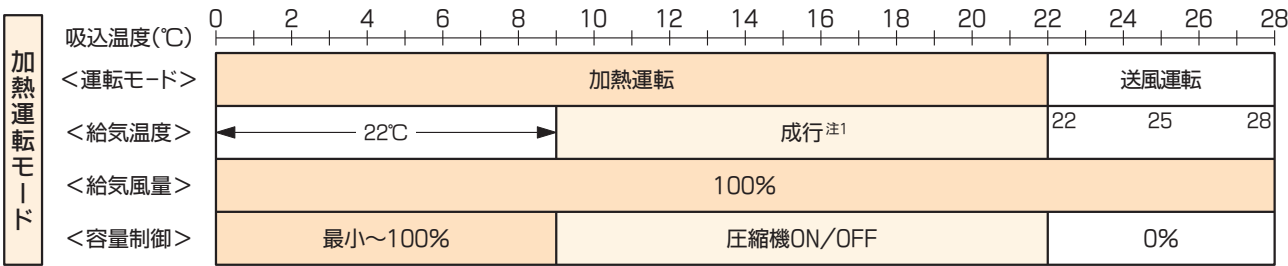 加熱運転モード
吸込温度(℃) 0 2 4 6 8 10 12 14 16 18 20 22 24 26 28
＜運転モード＞ 加熱運転 送風運転
＜給気温度＞ 22℃ 成行注1 22 25 28
＜給気風量＞ 100%
＜容量制御＞ 最小～100% 圧縮機ON/OFF 0%